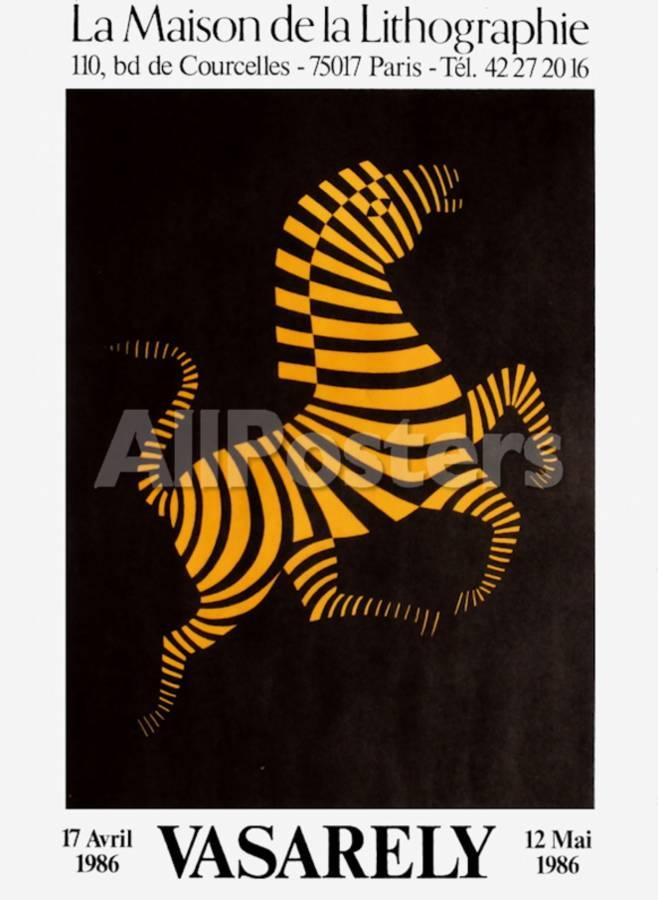 La Maison de la Lithographie
110, bd de Courcelles - 75017 Paris - Tél. 42 27 20 16
AllPosters
17 Avril
1986
VASARELY
12 Mai
1986